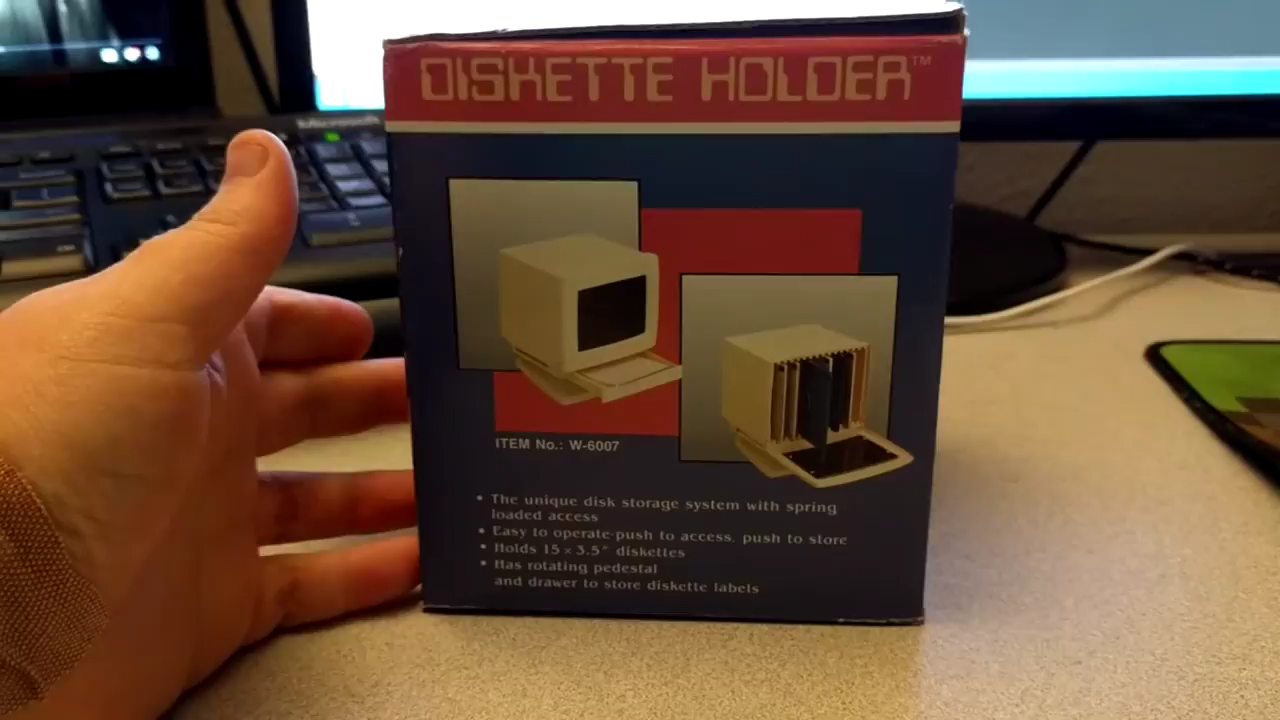 Microsoft
DISKETTE HOLDER™
ITEM No.: W-6007
• The unique disk storage system with spring
loaded access
• Easy to operate-push to access, push to store
• Holds 15 × 3.5" diskettes
• Has rotating pedestal
and drawer to store diskette labels